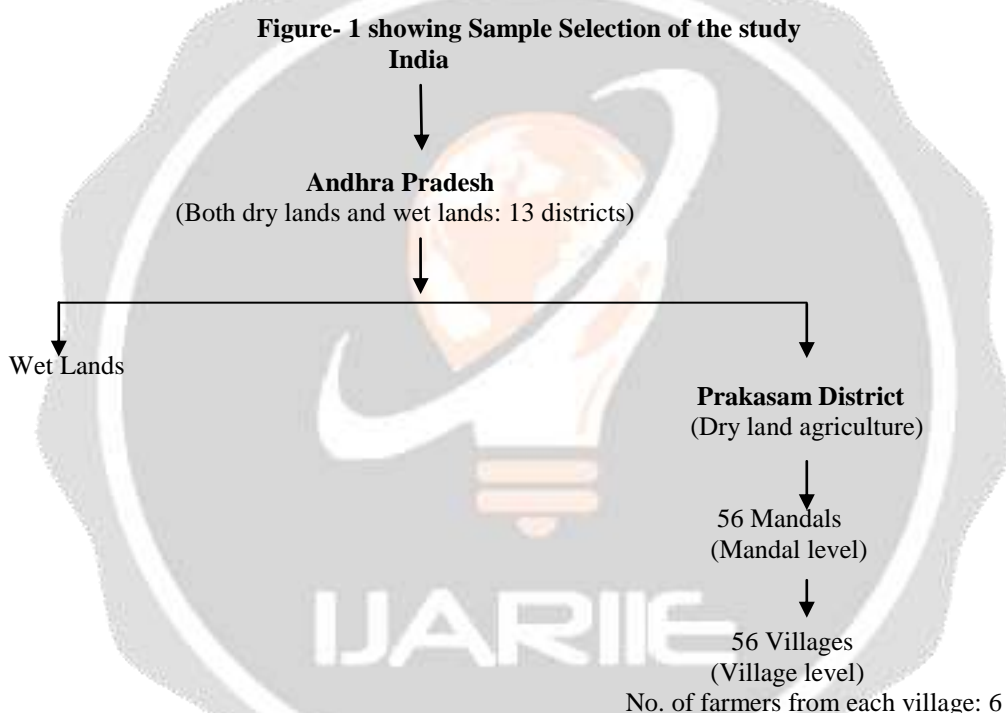 Figure- 1 showing Sample Selection of the study
India
Andhra Pradesh
(Both dry lands and wet lands: 13 districts)
Wet Lands
Prakasam District
(Dry land agriculture)
56 Mandals
(Mandal level)
IJARIIE
56 Villages
(Village level)
No. of farmers from each village: 6